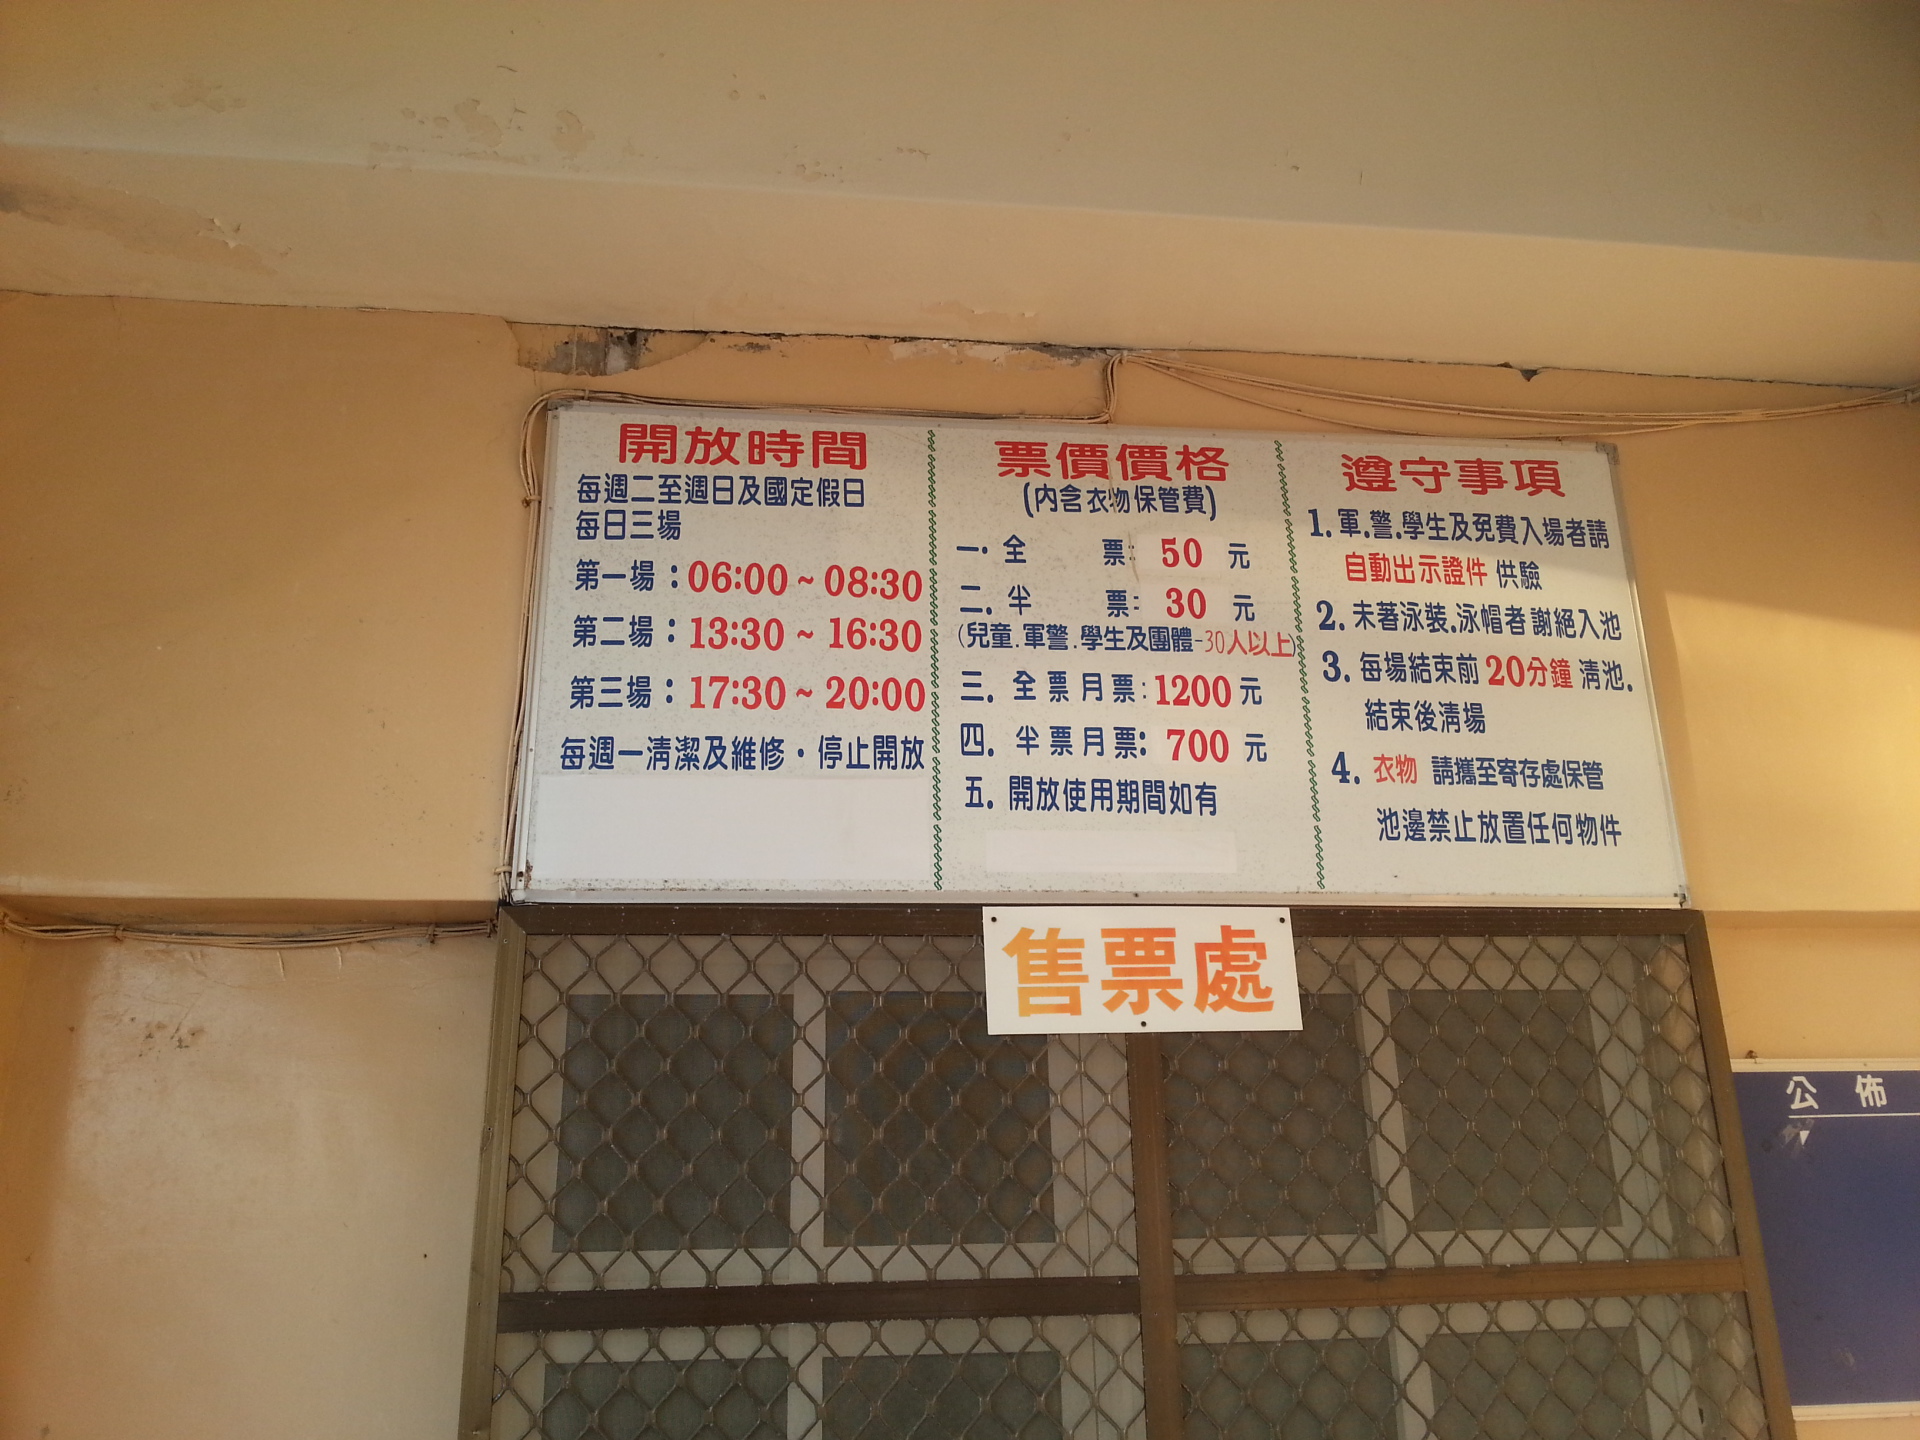 開放時間
每週二至週日及國定假日
每日三場
第一場：06:00~08:30
第二場：13:30~16:30
第三場：17:30~20:00
每週一清潔及維修・停止開放
票價價格
(內含衣物保管費)
一.全 票: 50 元
二.半 票: 30 元
(兒童.軍警.學生及團體-30人以上)
三.全票月票:1200元
四.半票月票:700元
五.開放使用期間如有
遵守事項
1.軍.警.學生及免費入場者請
自動出示證件 供驗
2.未著泳裝.泳帽者謝絕入池
3.每場結束前20分鐘清池.
結束後清場
4.衣物 請攜至寄存處保管
池邊禁止放置任何物件
售票處
公佈